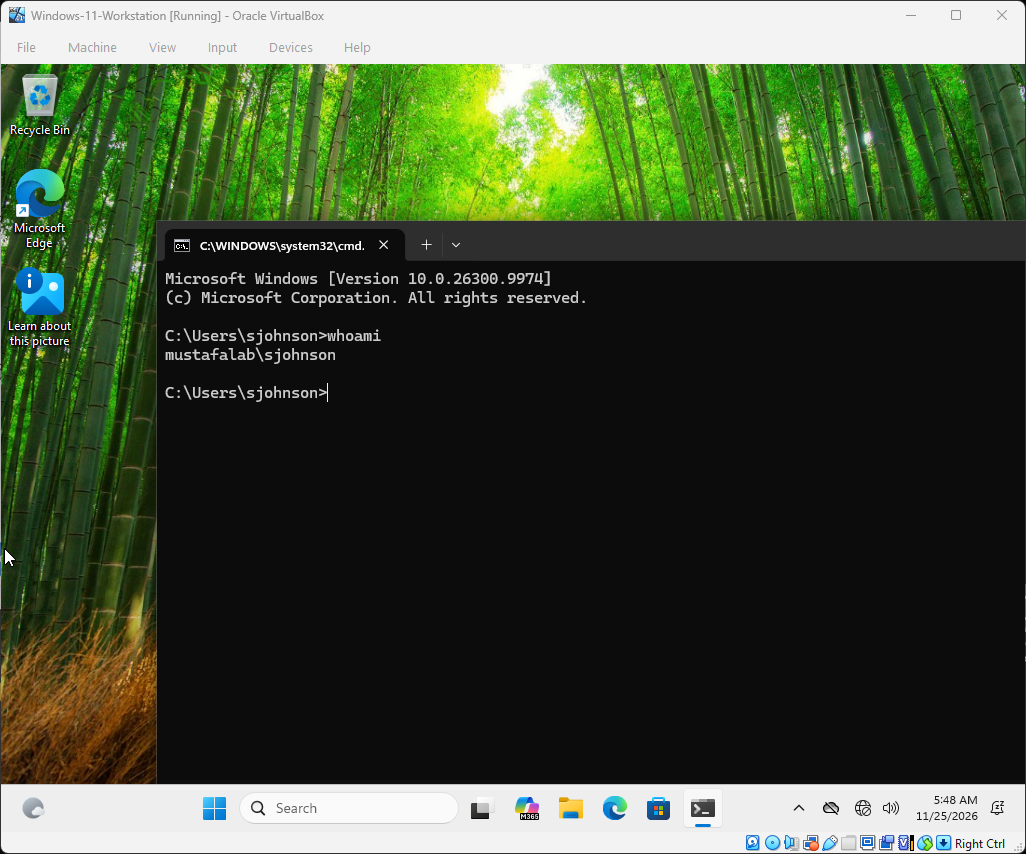 Windows-11-Workstation [Running] - Oracle VirtualBox
File Machine View Input Devices Help
Recycle Bin
Microsoft
Edge
Learn about
this picture
C:\WINDOWS\system32\cmd.
Microsoft Windows [Version 10.0.26300.9974]
(c) Microsoft Corporation. All rights reserved.
C:\Users\sjohnson>whoami
mustafalab\sjohnson
C:\Users\sjohnson>
Search
M365
5:48 AM
11/25/2026
Right Ctrl